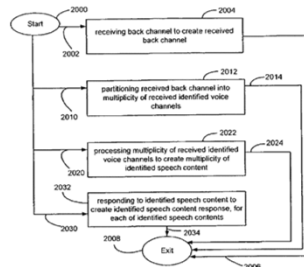 2000
Start
2004
receiving back channel to create received
back channel
2002
2012
2014
partitioning received back channel into
multiplicity of received identified voice
channels
2010
2022
2024
processing multiplicity of received identified
voice channels to create multiplicity of
identified speech content
2020
2032
responding to identified speech content to
create identified speech content response, for
each of identified speech contents
2030
2034
2008
Exit
2006